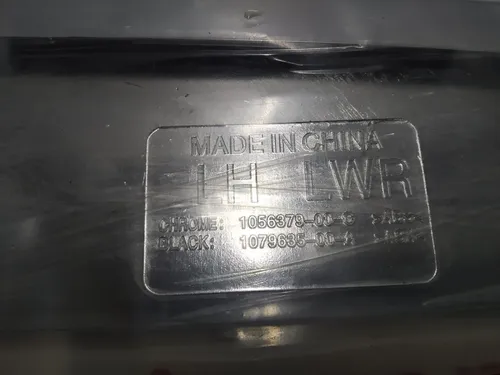 MADE IN CHINA
LH LWR
CHROME: 1056379-00-
BLACK: 1079635-00-A